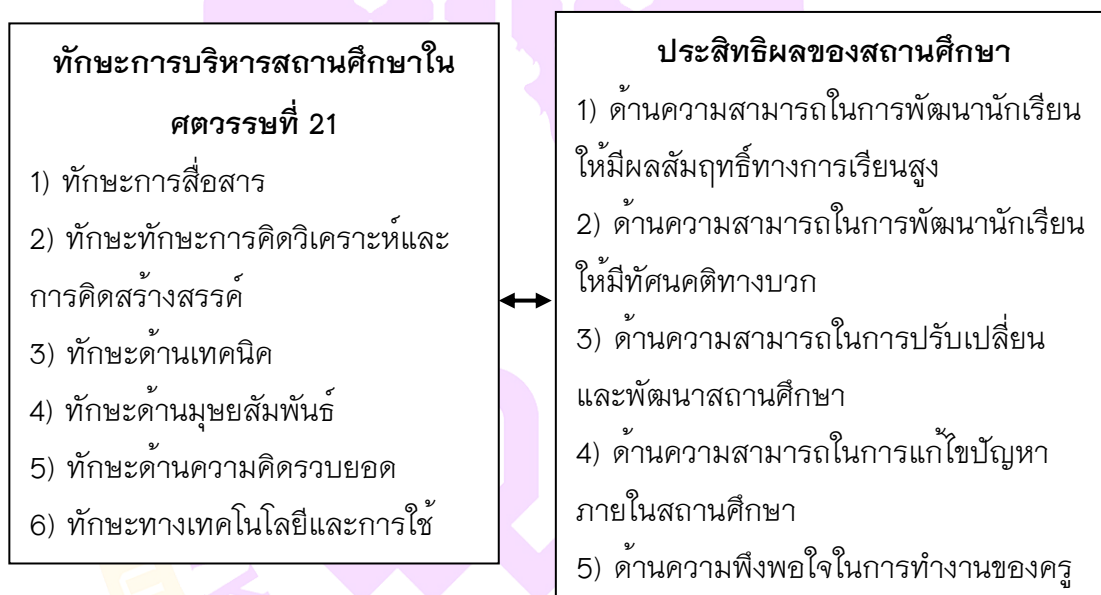 ทักษะการบริหารสถานศึกษาใน
ศตวรรษที่ 21
1) ทักษะการสื่อสาร
2) ทักษะทักษะการคิดวิเคราะห์และ
การคิดสร้างสรรค์
3) ทักษะด้านเทคนิค
4) ทักษะด้านมุษยสัมพันธ์
5) ทักษะด้านความคิดรวบยอด
6) ทักษะทางเทคโนโลยีและการใช้
ประสิทธิผลของสถานศึกษา
1) ด้านความสามารถในการพัฒนานักเรียน
ให้มีผลสัมฤทธิ์ทางการเรียนสูง
2) ด้านความสามารถในการพัฒนานักเรียน
ให้มีทัศนคติทางบวก
3) ด้านความสามารถในการปรับเปลี่ยน
และพัฒนาสถานศึกษา
4) ด้านความสามารถในการแก้ไขปัญหา
ภายในสถานศึกษา
5) ด้านความพึงพอใจในการทำงานของครู